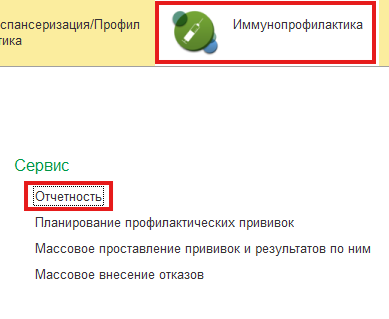 спансеризация/Профил
тика
Иммунопрофилактика
Сервис
Отчетность
Планирование профилактических прививок
Массовое проставление прививок и результатов по ним
Массовое внесение отказов